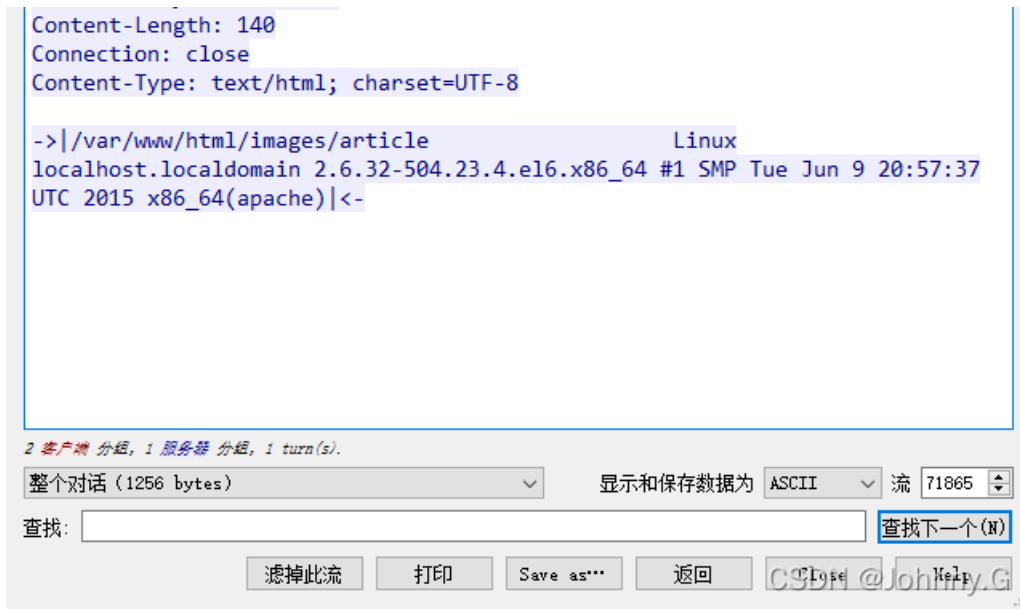 Content-Length: 140
Connection: close
Content-Type: text/html; charset=UTF-8
->|/var/www/html/images/article Linux
localhost.localdomain 2.6.32-504.23.4.el6.x86_64 #1 SMP Tue Jun 9 20:57:37
UTC 2015 x86_64(apache)|<-
2 客户端 分组, 1 服务器 分组, 1 turn(s).
整个对话 (1256 bytes) 显示和保存数据为 ASCII 流 71865
查找: 查找下一个(N)
滤掉此流 打印 Save as… 返回 Close Help
CSDN @Johnny.G